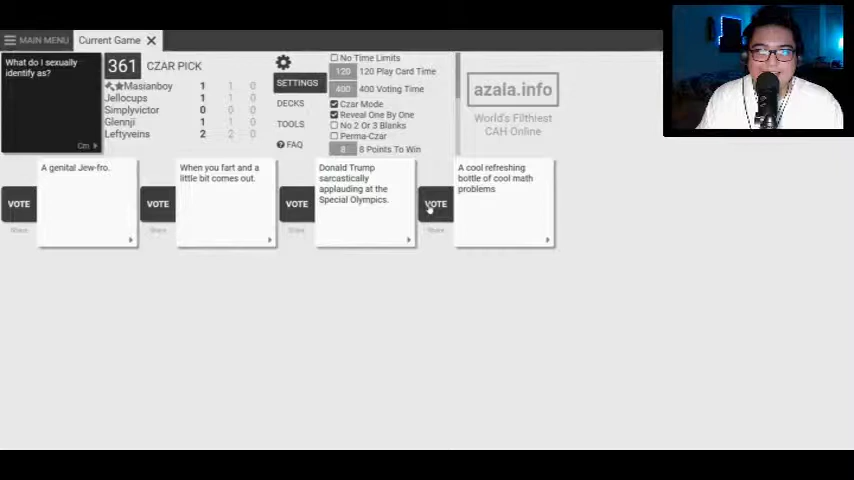 MAIN MENU
Current Game
What do I sexually
identify as?
Cm
361 CZAR PICK
Masianboy 1 1 0
Jellocups 1 1 0
Simplyvictor 0 0 0
Glennji 1 1 0
Leftyveins 2 2 0
SETTINGS
DECKS
TOOLS
FAQ
No Time Limits
120 120 Play Card Time
400 400 Voting Time
Czar Mode
Reveal One By One
No 2 Or 3 Blanks
Perma-Czar
8 8 Points To Win
azala.info
World's Filthiest
CAH Online
VOTE
Share
A genital Jew-fro.
VOTE
Share
When you fart and a
little bit comes out.
VOTE
Share
Donald Trump
sarcastically
applauding at the
Special Olympics.
VOTE
Share
A cool refreshing
bottle of cool math
problems